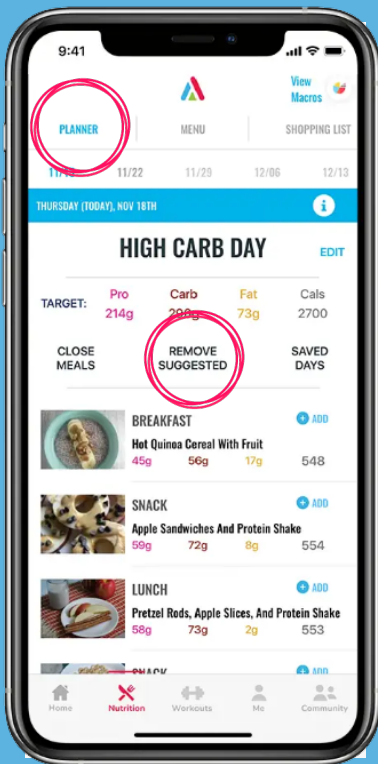 9:41
View
Macros
PLANNER MENU SHOPPING LIST
11/22 11/29 12/06 12/13
THURSDAY (TODAY), NOV 18TH i
HIGH CARB DAY EDIT
TARGET: Pro Carb Fat Cals
214g 73g 2700
CLOSE
MEALS
REMOVE
SUGGESTED
SAVED
DAYS
BREAKFAST ADD
Hot Quinoa Cereal With Fruit
45g 56g 17g 548
SNACK ADD
Apple Sandwiches And Protein Shake
59g 72g 8g 554
LUNCH ADD
Pretzel Rods, Apple Slices, And Protein Shake
58g 73g 2g 553
SNACK ADD
Home Nutrition Workouts Me Community